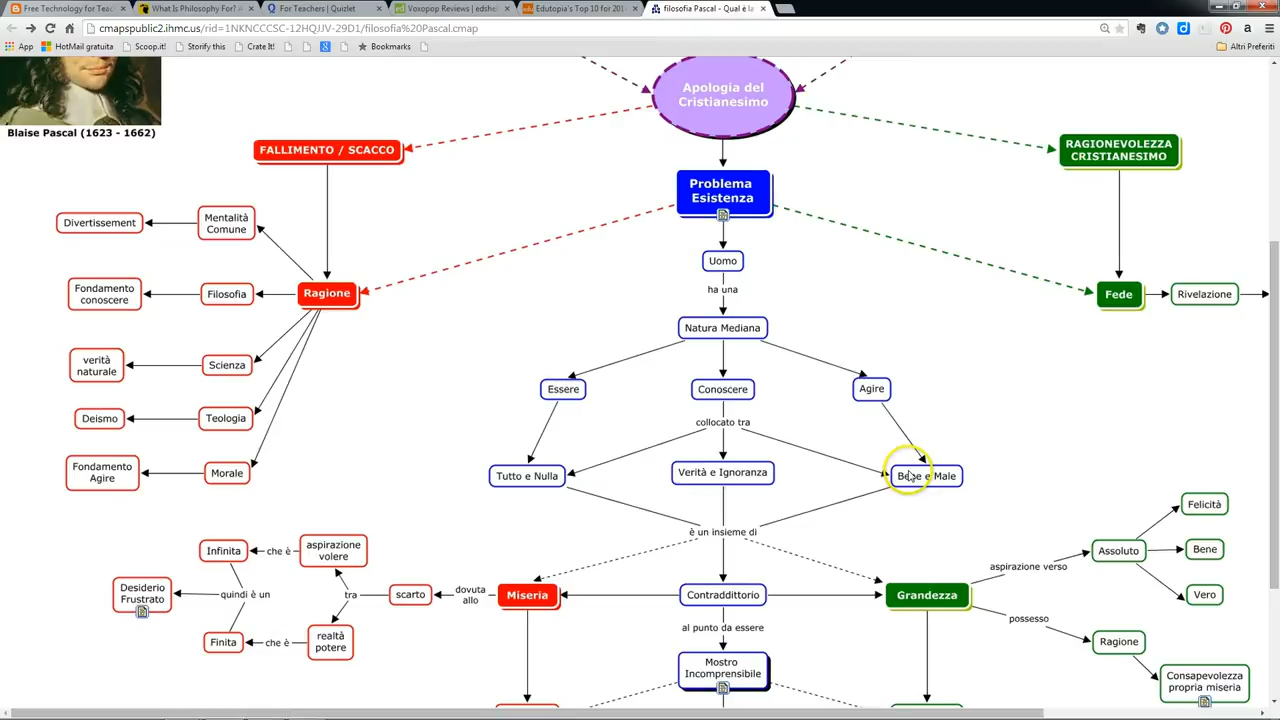 Free Technology for Teac
What Is Philosophy For?
For Teachers | Quizlet
Voxopop Reviews | edshel
Edutopia's Top 10 for 201
filosofia Pascal - Qual è la
cmapspublic2.ihmc.us/rid=1NKNCCCSC-12HQJJV-29D1/filosofia%20Pascal.cmap
App
HotMail gratuita
Scoop.it!
Storify this
Crate It!
Bookmarks
Altri Preferiti
Apologia del
Cristianesimo
Blaise Pascal (1623 - 1662)
FALLIMENTO / SCACCO
RAGIONEVOLEZZA
CRISTIANESIMO
Problema
Esistenza
Divertissement
Mentalità
Comune
Uomo
ha una
Fondamento
conoscere
Filosofia
Ragione
Fede
Rivelazione
Natura Mediana
verità
naturale
Scienza
Essere
Conoscere
Agire
Deismo
Teologia
collocato tra
Fondamento
Agire
Morale
Tutto e Nulla
Verità e Ignoranza
Bene e Male
è un insieme di
Felicità
Infinita
che è
aspirazione
volere
aspirazione verso
Assoluto
Bene
Desiderio
Frustrato
quindi è un
tra
scarto
dovuta
allo
Miseria
Contraddittorio
Grandezza
Vero
Finita
che è
realtà
potere
al punto da essere
possesso
Ragione
Mostro
Incomprensibile
Consapevolezza
propria miseria